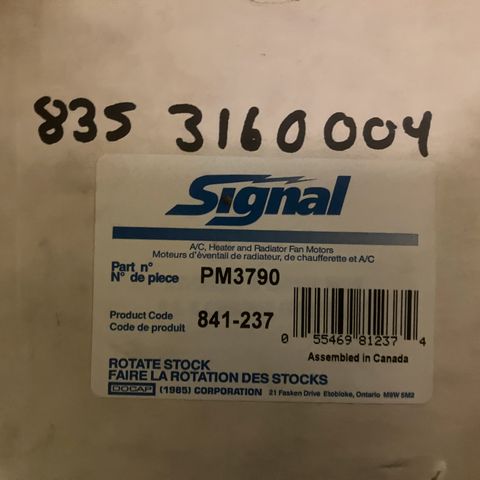 835 3160004
Signal
A/C, Heater and Radiator Fan Motors
Moteurs d'éventail de radiateur, de chaufferette et A/C
Part n°
N° de piece PM3790
Product Code
Code de produit 841-237
0 55469 81237 4
Assembled in Canada
ROTATE STOCK
FAIRE LA ROTATION DES STOCKS
DOCAP (1985) CORPORATION 21 Fasken Drive Etobioke, Ontario M9W 5M2